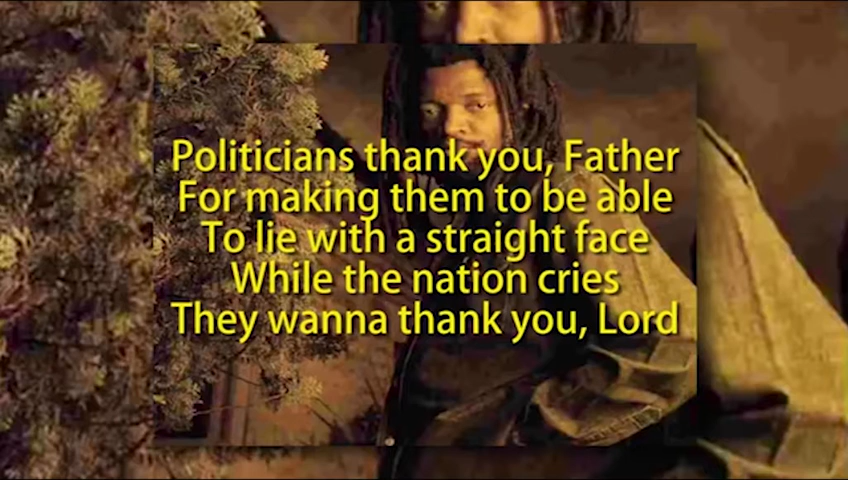 Politicians thank you, Father
For making them to be able
To lie with a straight face
While the nation cries
They wanna thank you, Lord